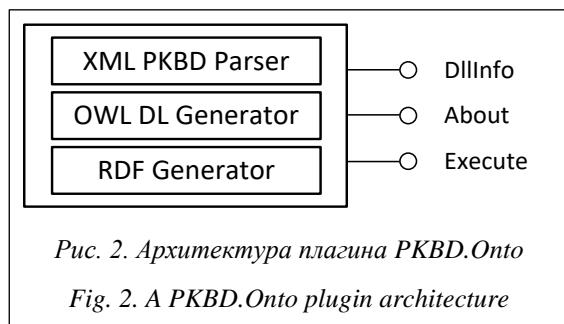 XML PKBD Parser
OWL DL Generator
RDF Generator
DllInfo
About
Execute
Рис. 2. Архитектура плагина PKBD.Onto
Fig. 2. A PKBD.Onto plugin architecture